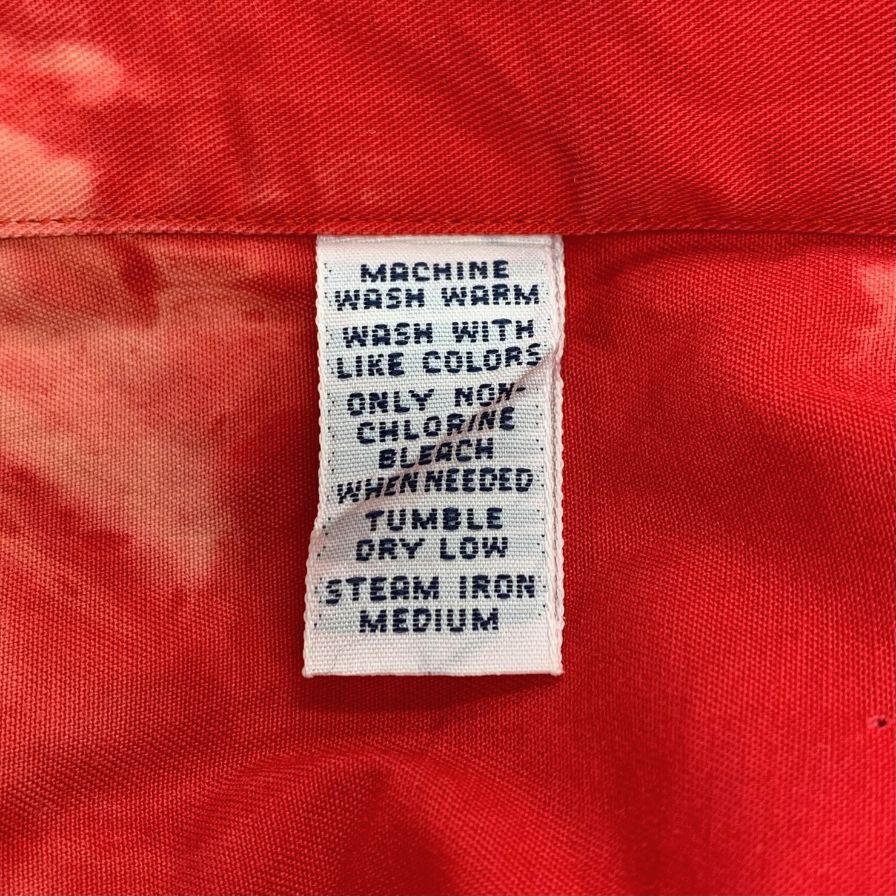 MACHINE
WASH WARM
WASH WITH
LIKE COLORS
ONLY NON-
CHLORINE
BLEACH
WHEN NEEDED
TUMBLE
DRY LOW
STEAM IRON
MEDIUM